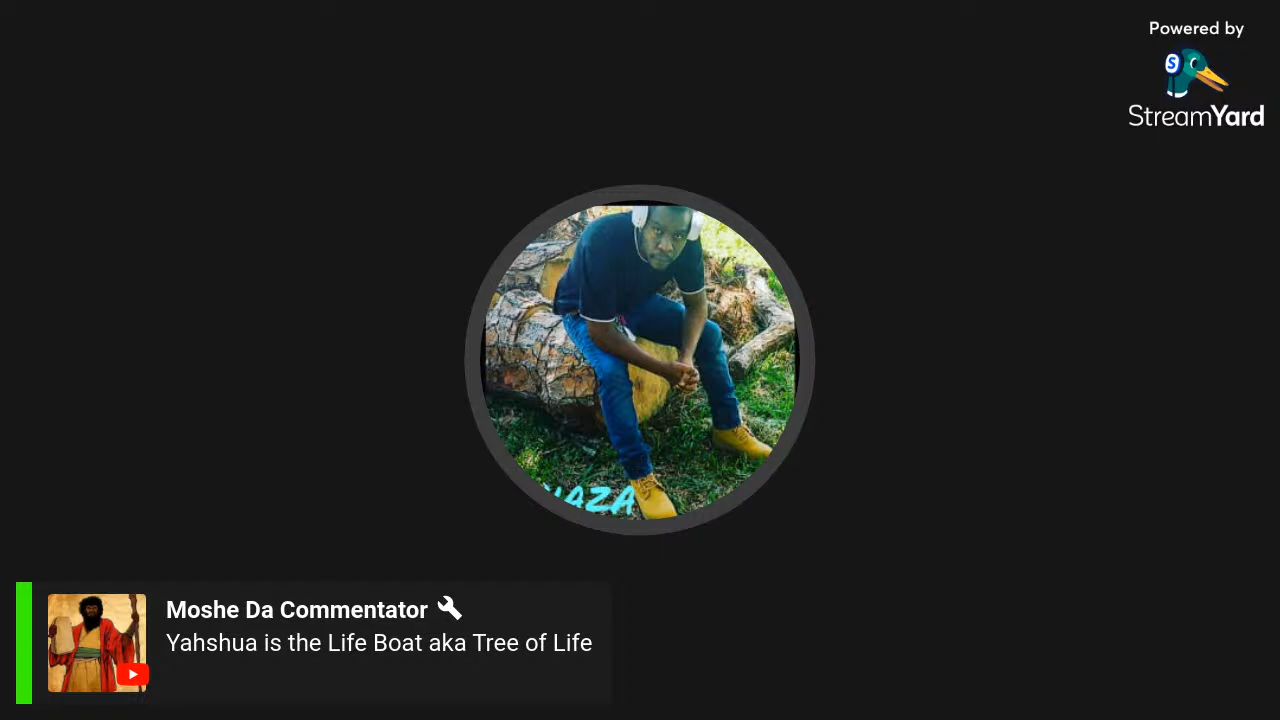 Powered by
S
StreamYard
Moshe Da Commentator
Yahshua is the Life Boat aka Tree of Life